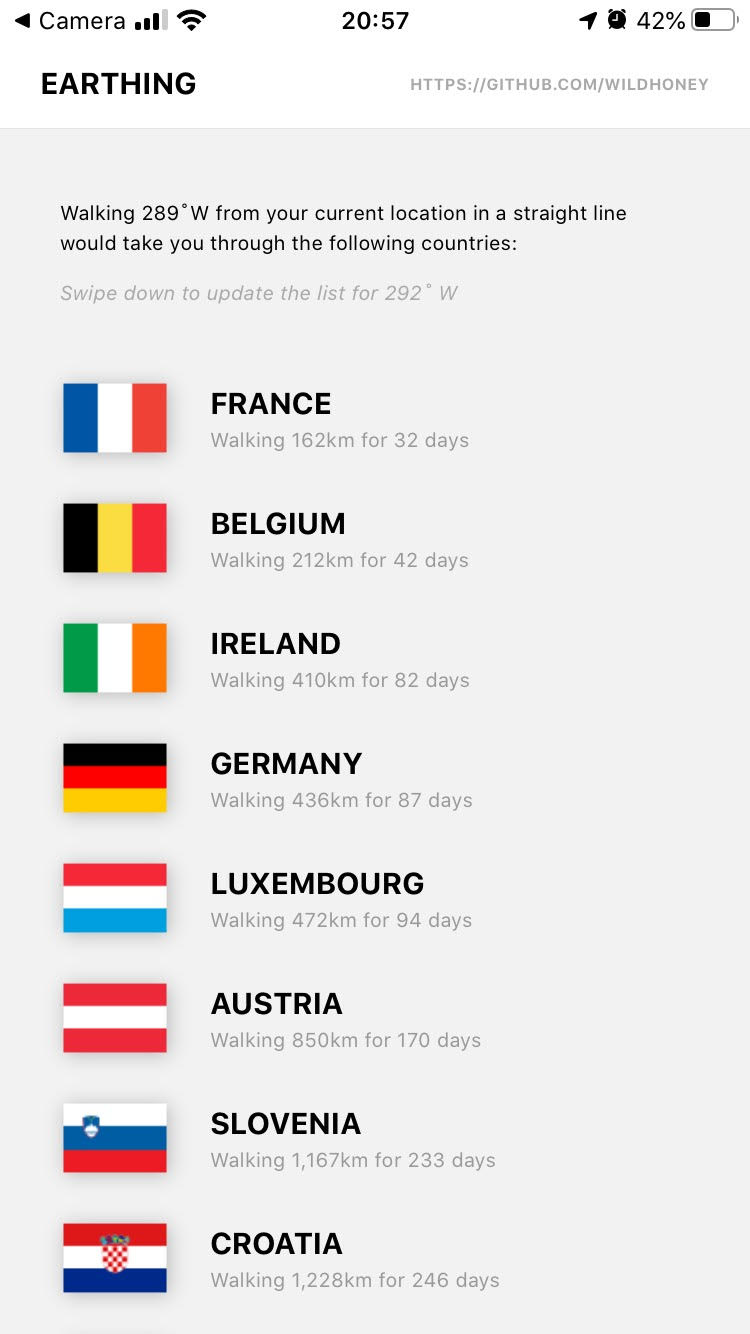 Camera
20:57
42%
EARTHING
HTTPS://GITHUB.COM/WILDHONEY
Walking 289°W from your current location in a straight line
would take you through the following countries:
Swipe down to update the list for 292° W
FRANCE
Walking 162km for 32 days
BELGIUM
Walking 212km for 42 days
IRELAND
Walking 410km for 82 days
GERMANY
Walking 436km for 87 days
LUXEMBOURG
Walking 472km for 94 days
AUSTRIA
Walking 850km for 170 days
SLOVENIA
Walking 1,167km for 233 days
CROATIA
Walking 1,228km for 246 days